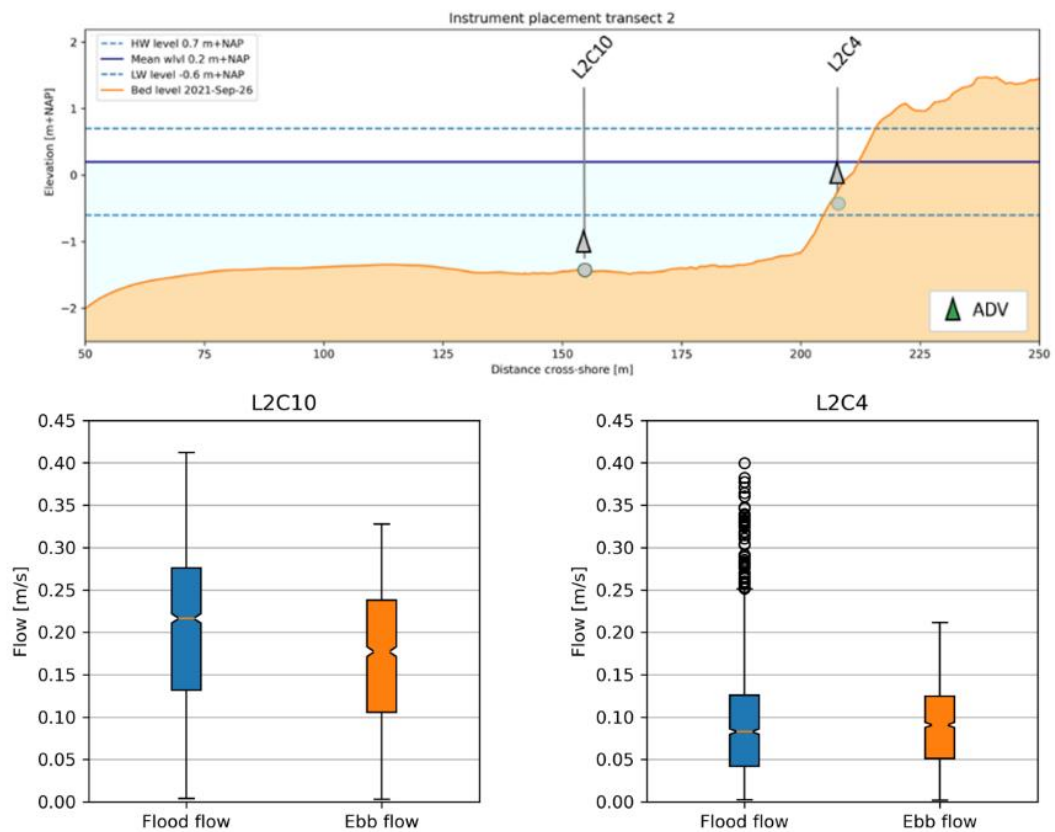 Instrument placement transect 2
HW level 0.7 m+NAP
Mean wlvl 0.2 m+NAP
LW level -0.6 m+NAP
Bed level 2021-Sep-26
L2C10
L2C4
Elevation [m+NAP]
2
1
0
−1
−2
ADV
50
75
100
125
150
175
200
225
250
Distance cross-shore [m]
L2C10
Flow [m/s]
0.45
0.40
0.35
0.30
0.25
0.20
0.15
0.10
0.05
0.00
Flood flow
Ebb flow
L2C4
Flow [m/s]
0.45
0.40
0.35
0.30
0.25
0.20
0.15
0.10
0.05
0.00
Flood flow
Ebb flow